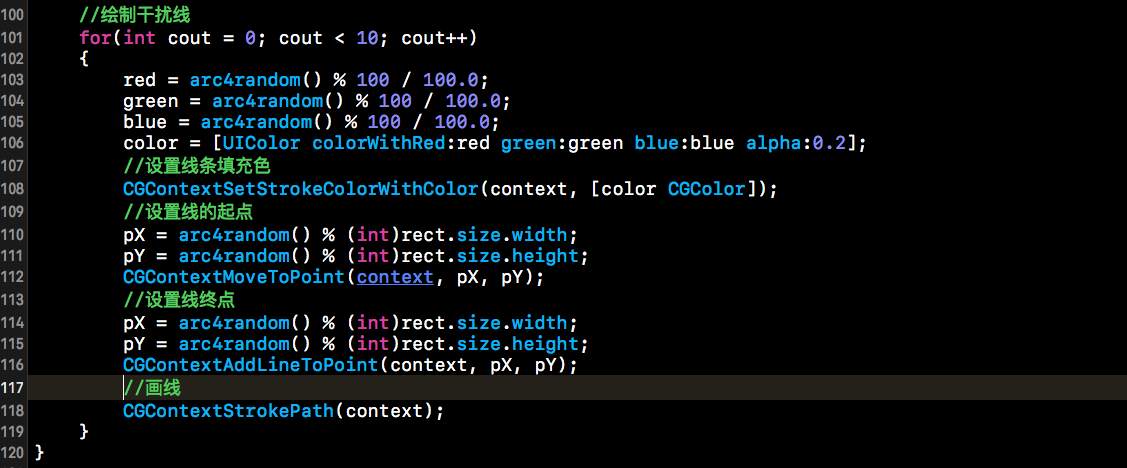 100 //绘制干扰线
101 for(int cout = 0; cout < 10; cout++)
102 {
103 red = arc4random() % 100 / 100.0;
104 green = arc4random() % 100 / 100.0;
105 blue = arc4random() % 100 / 100.0;
106 color = [UIColor colorWithRed:red green:green blue:blue alpha:0.2];
107 //设置线条填充色
108 CGContextSetStrokeColorWithColor(context, [color CGColor]);
109 //设置线的起点
110 pX = arc4random() % (int)rect.size.width;
111 pY = arc4random() % (int)rect.size.height;
112 CGContextMoveToPoint(context, pX, pY);
113 //设置线终点
114 pX = arc4random() % (int)rect.size.width;
115 pY = arc4random() % (int)rect.size.height;
116 CGContextAddLineToPoint(context, pX, pY);
117 //画线
118 CGContextStrokePath(context);
119 }
120 }